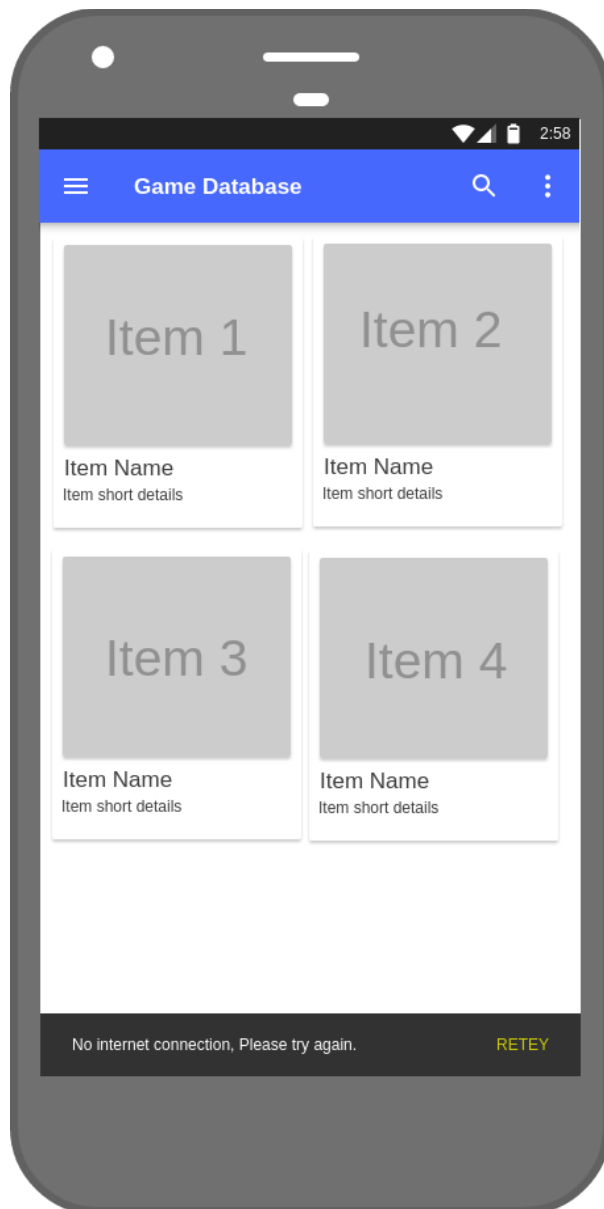 2:58
Game Database
Item 1
Item 2
Item Name
Item Name
Item short details
Item short details
Item 3
Item 4
Item Name
Item Name
Item short details
Item short details
No internet connection, Please try again. RETEY